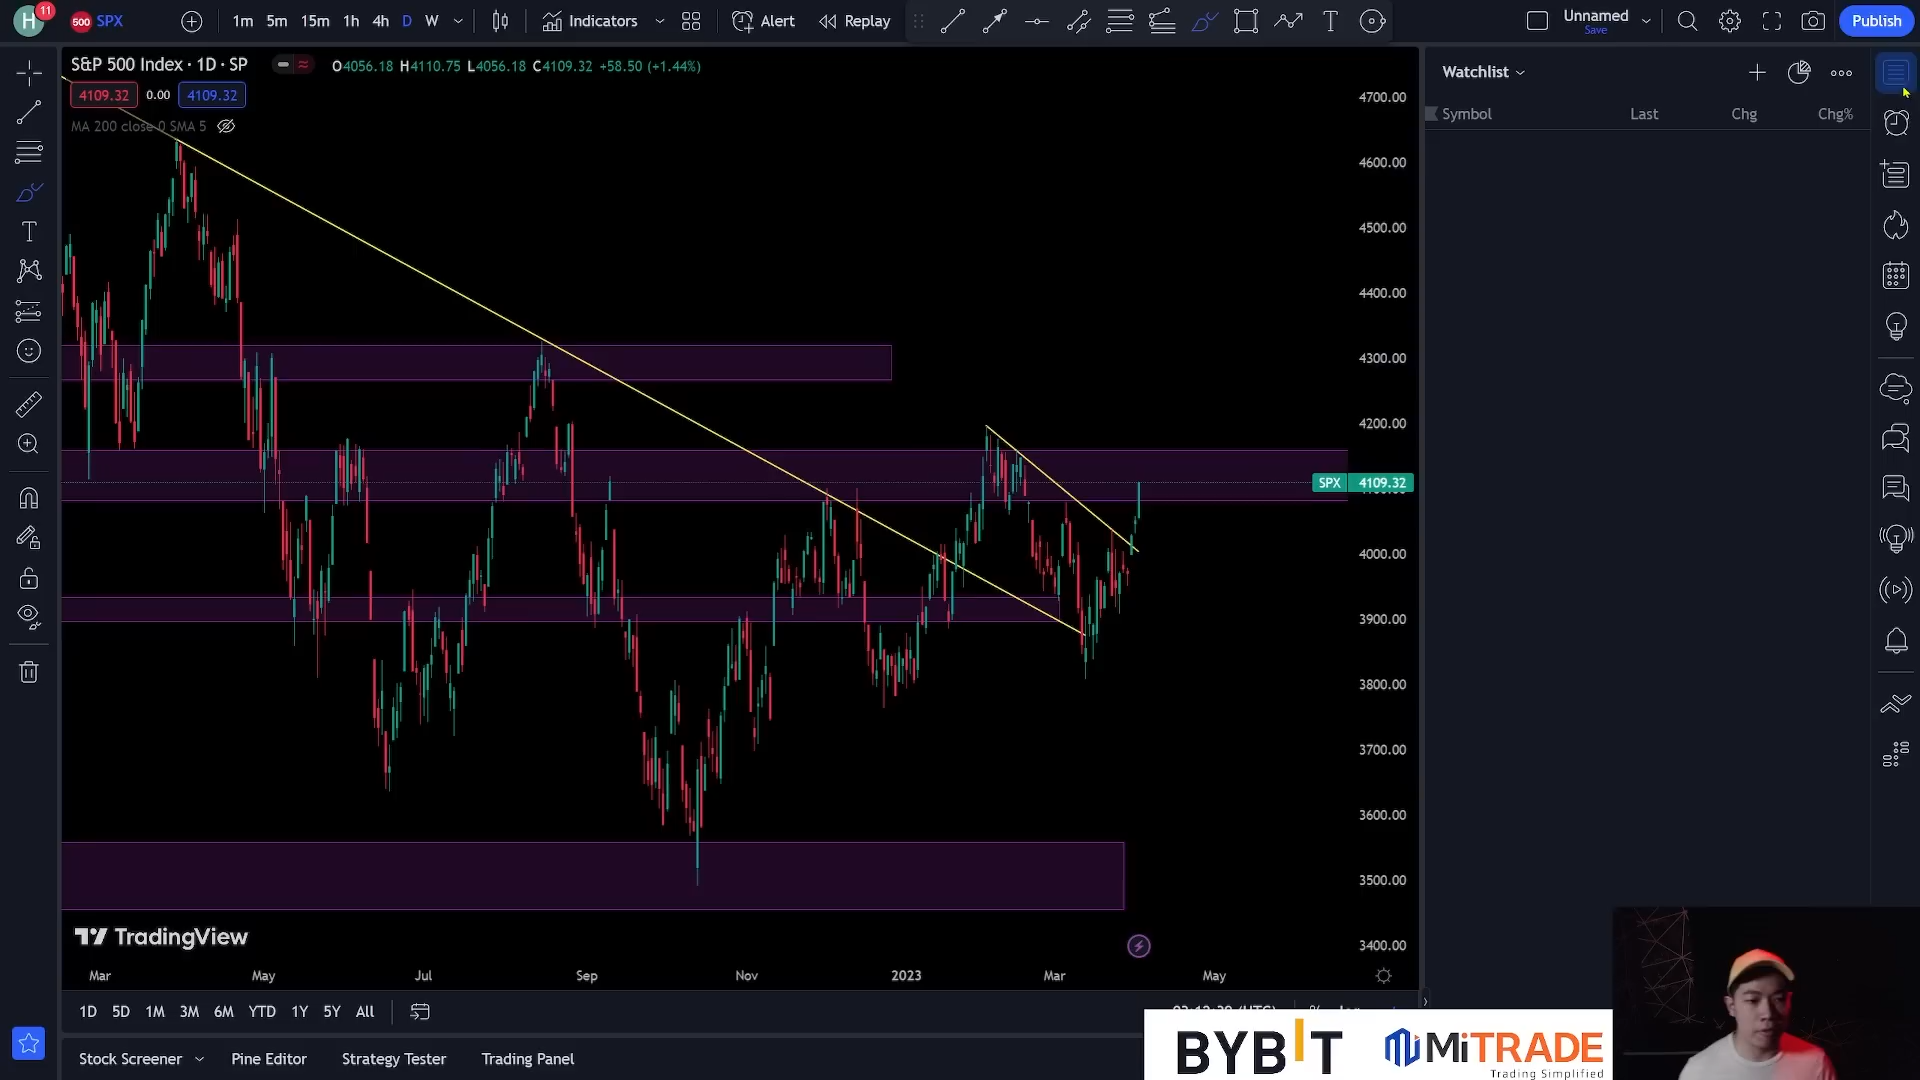 H
11
500 SPX
1m 5m 15m 1h 4h D W
Indicators
Alert
Replay
Unnamed
Save
Publish
S&P 500 Index · 1D · SP
O4056.18 H4110.75 L4056.18 C4109.32 +58.50 (+1.44%)
4109.32 0.00 4109.32
MA 200 close 0 SMA 5
Watchlist
Symbol Last Chg Chg%
4700.00
4600.00
4500.00
4400.00
4300.00
4200.00
SPX 4109.32
4000.00
3900.00
3800.00
3700.00
3600.00
3500.00
3400.00
TradingView
Mar May Jul Sep Nov 2023 Mar May
1D 5D 1M 3M 6M YTD 1Y 5Y All
Stock Screener Pine Editor Strategy Tester Trading Panel
BYBIT
MiTRADE
Trading Simplified